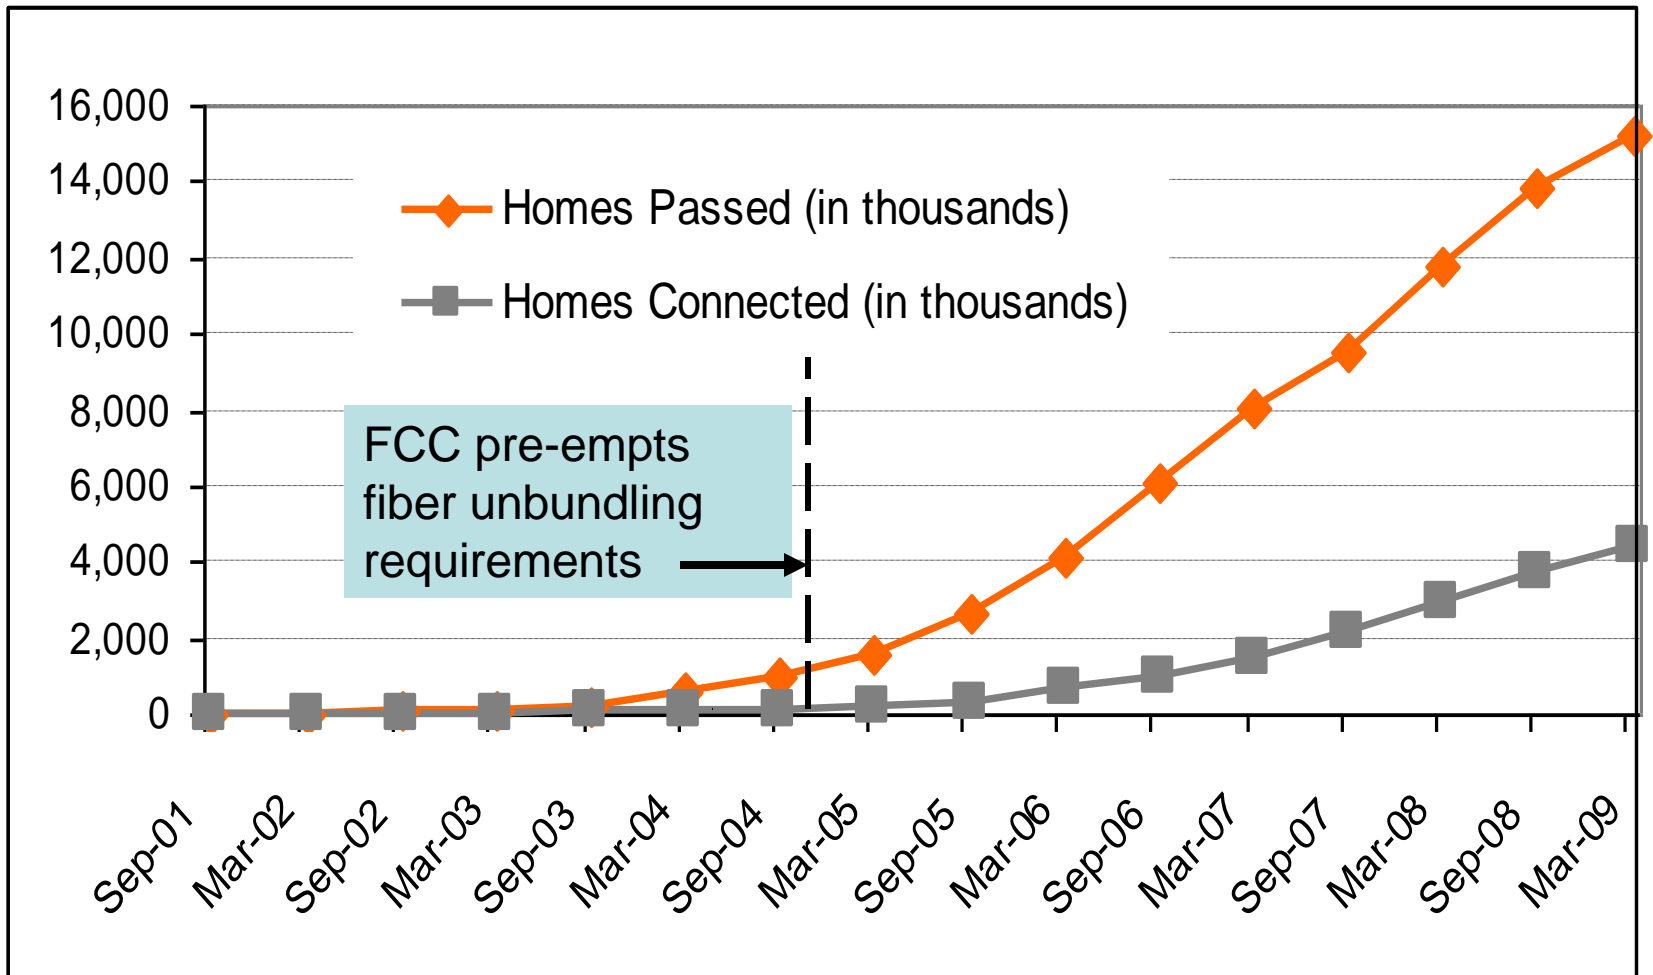 16,000
14,000
12,000
10,000
8,000
6,000
4,000
2,000
0
Homes Passed (in thousands)
Homes Connected (in thousands)
FCC pre-empts
fiber unbundling
requirements
Sep-01
Mar-02
Sep-02
Mar-03
Sep-03
Mar-04
Sep-04
Mar-05
Sep-05
Mar-06
Sep-06
Mar-07
Sep-07
Mar-08
Sep-08
Mar-09